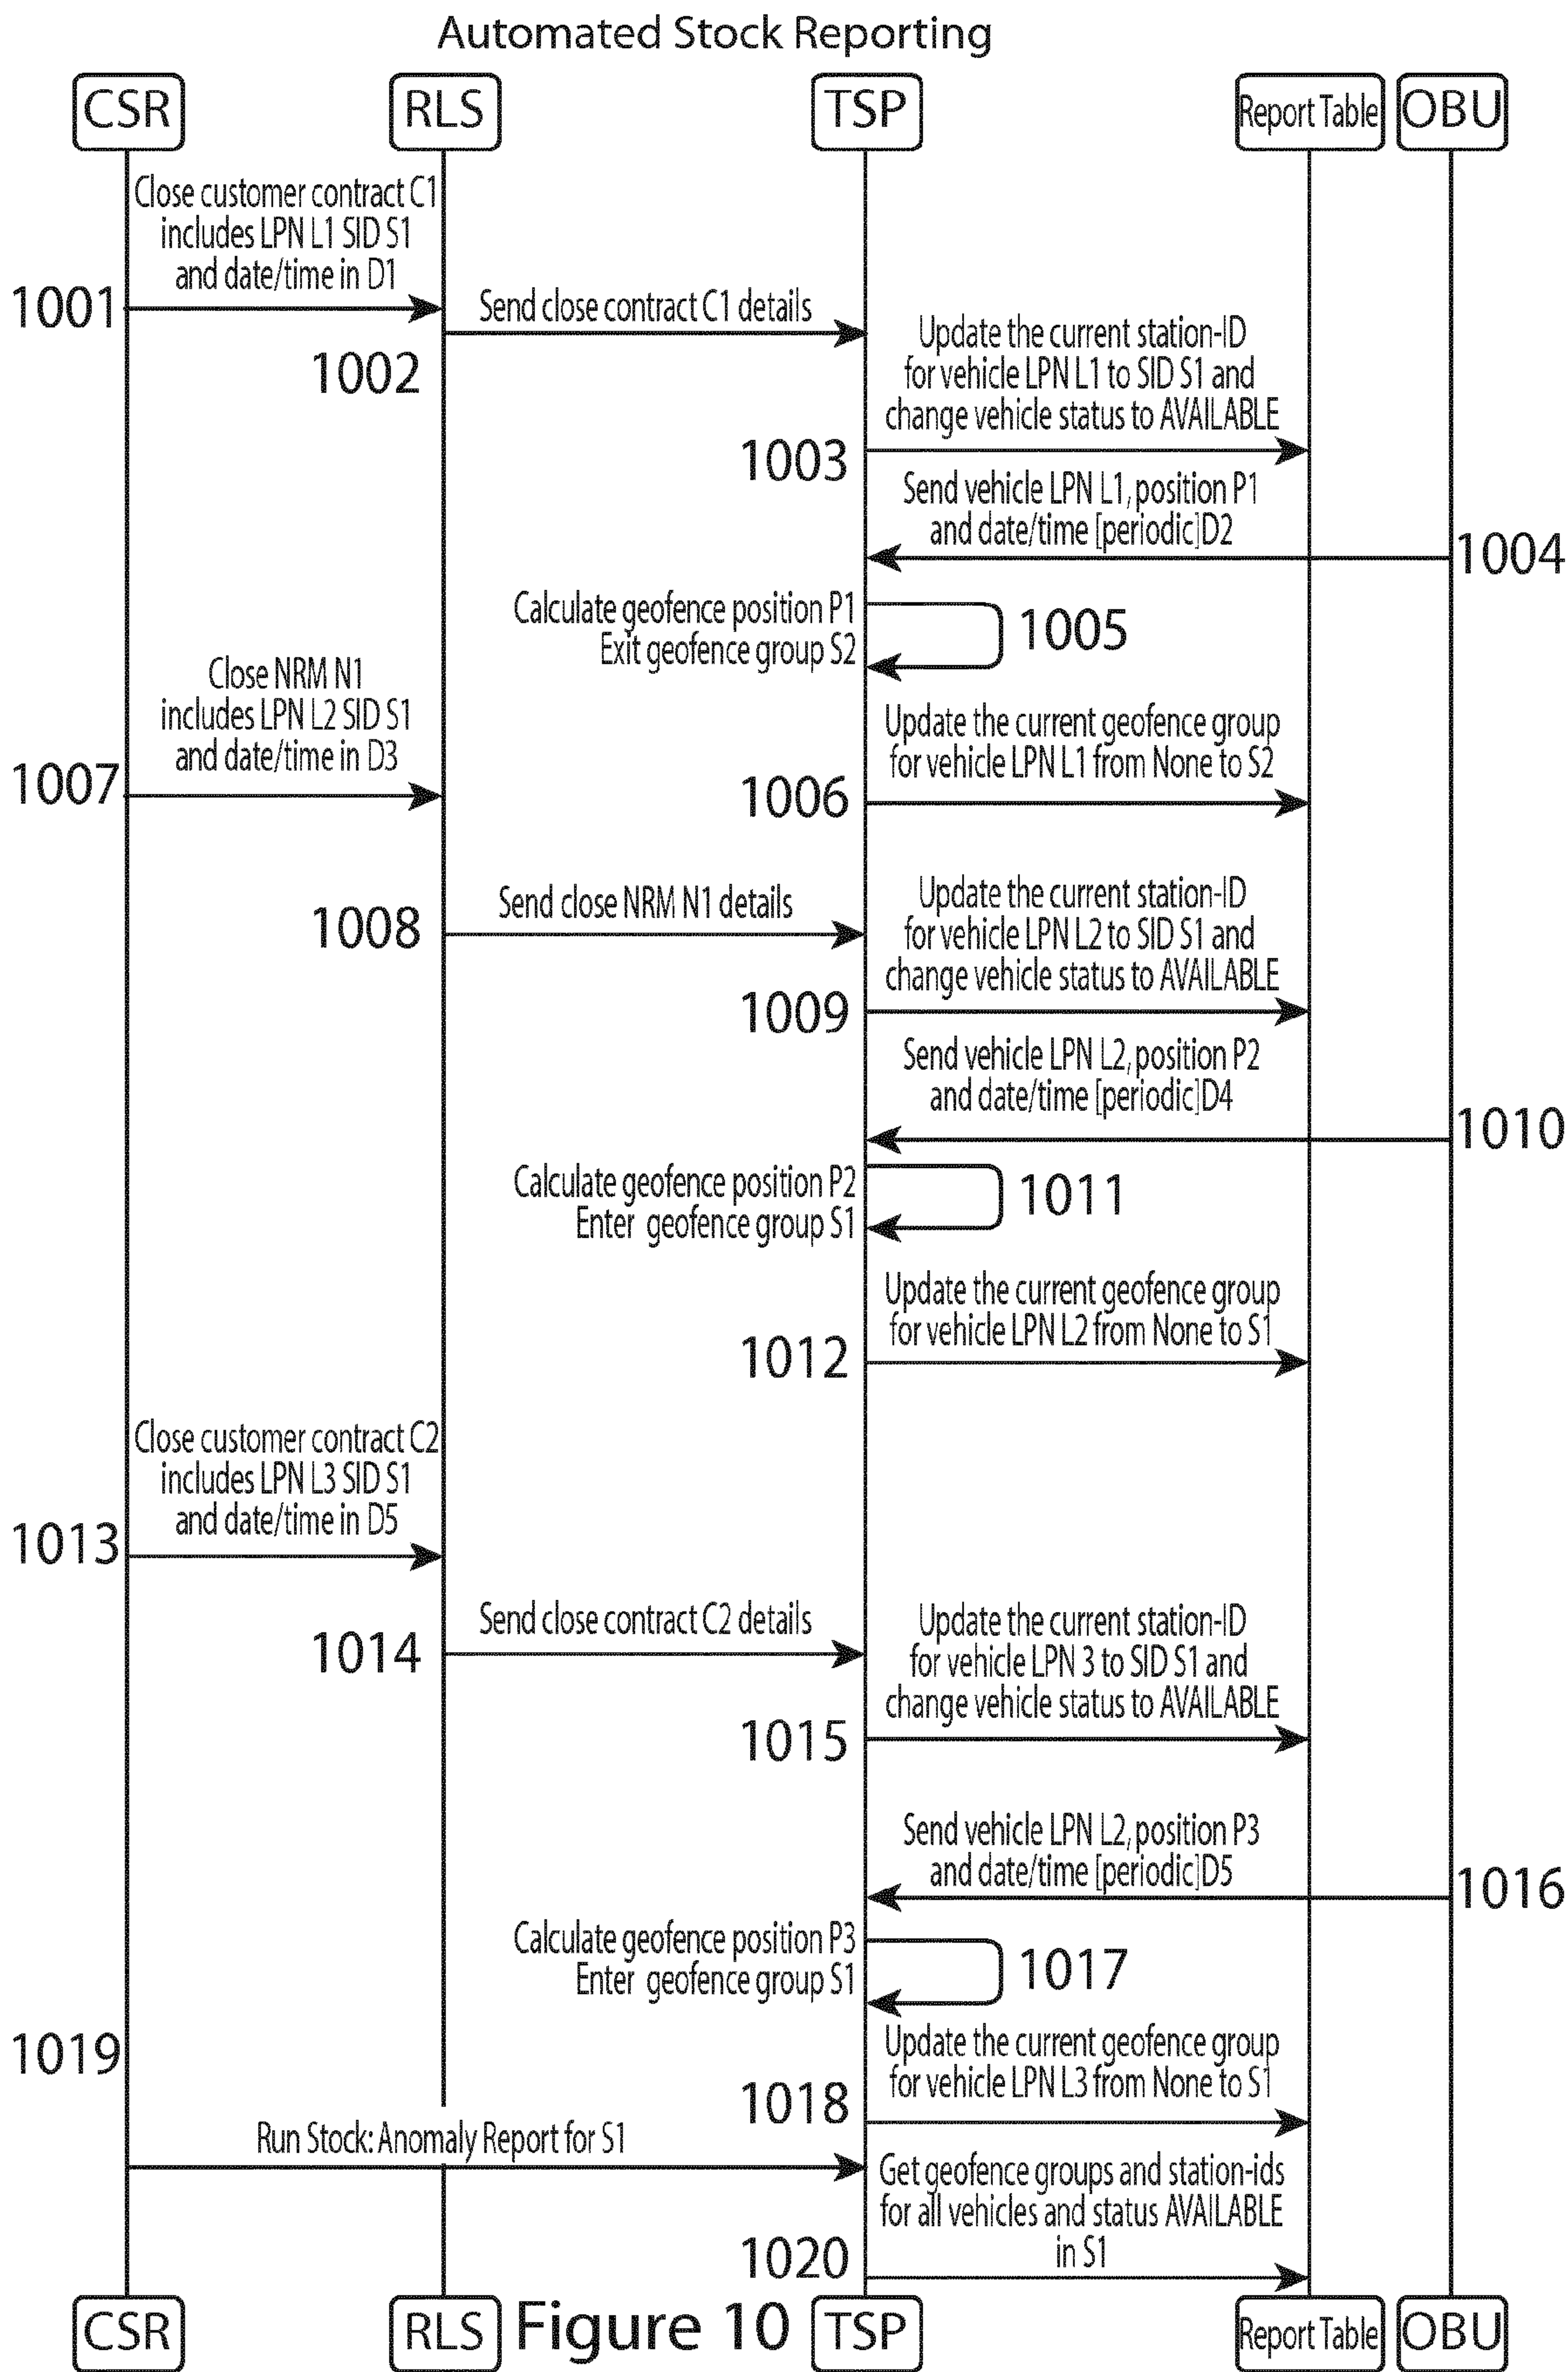 Automated Stock Reporting
CSR
RLS
TSP
Report Table
OBU
Close customer contract C1
includes LPN L1 SID S1
and date/time in D1
1001
Send close contract C1 details
1002
Update the current station-ID
for vehicle LPN L1 to SID S1 and
change vehicle status to AVAILABLE
1003
Send vehicle LPN L1, position P1
and date/time [periodic]D2
1004
Calculate geofence position P1
Exit geofence group S2
1005
Close NRM N1
includes LPN L2 SID S1
and date/time in D3
1007
Update the current geofence group
for vehicle LPN L1 from None to S2
1006
Send close NRM N1 details
1008
Update the current station-ID
for vehicle LPN L2 to SID S1 and
change vehicle status to AVAILABLE
1009
Send vehicle LPN L2, position P2
and date/time [periodic]D4
1010
Calculate geofence position P2
Enter geofence group S1
1011
Update the current geofence group
for vehicle LPN L2 from None to S1
1012
Close customer contract C2
includes LPN L3 SID S1
and date/time in D5
1013
Send close contract C2 details
1014
Update the current station-ID
for vehicle LPN 3 to SID S1 and
change vehicle status to AVAILABLE
1015
Send vehicle LPN L2, position P3
and date/time [periodic]D5
1016
Calculate geofence position P3
Enter geofence group S1
1017
1019
Update the current geofence group
for vehicle LPN L3 from None to S1
1018
Run Stock: Anomaly Report for S1
Get geofence groups and station-ids
for all vehicles and status AVAILABLE
in S1
1020
CSR
RLS
Figure 10
TSP
Report Table
OBU